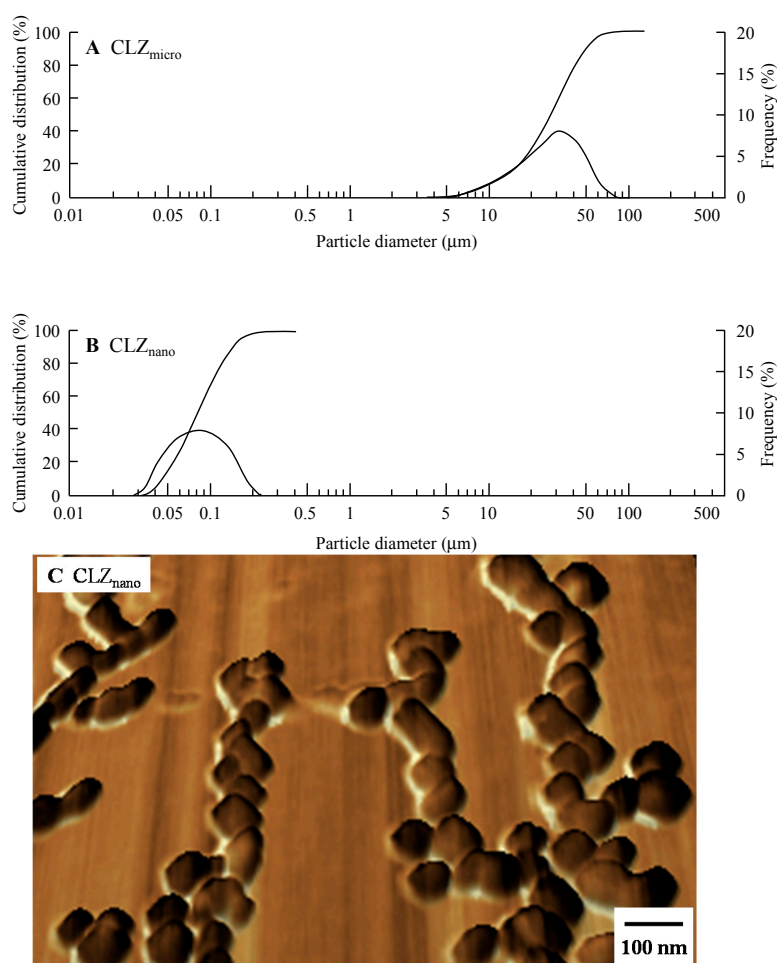 A CLZmicro
Cumulative distribution (%)
100
80
60
40
20
0
20
15
10
5
0
Frequency (%)
0.01 0.05 0.1 0.5 1 5 10 50 100 500
Particle diameter (μm)
B CLZnano
Cumulative distribution (%)
100
80
60
40
20
0
20
15
10
5
0
Frequency (%)
0.01 0.05 0.1 0.5 1 5 10 50 100 500
Particle diameter (μm)
C CLZnano
100 nm